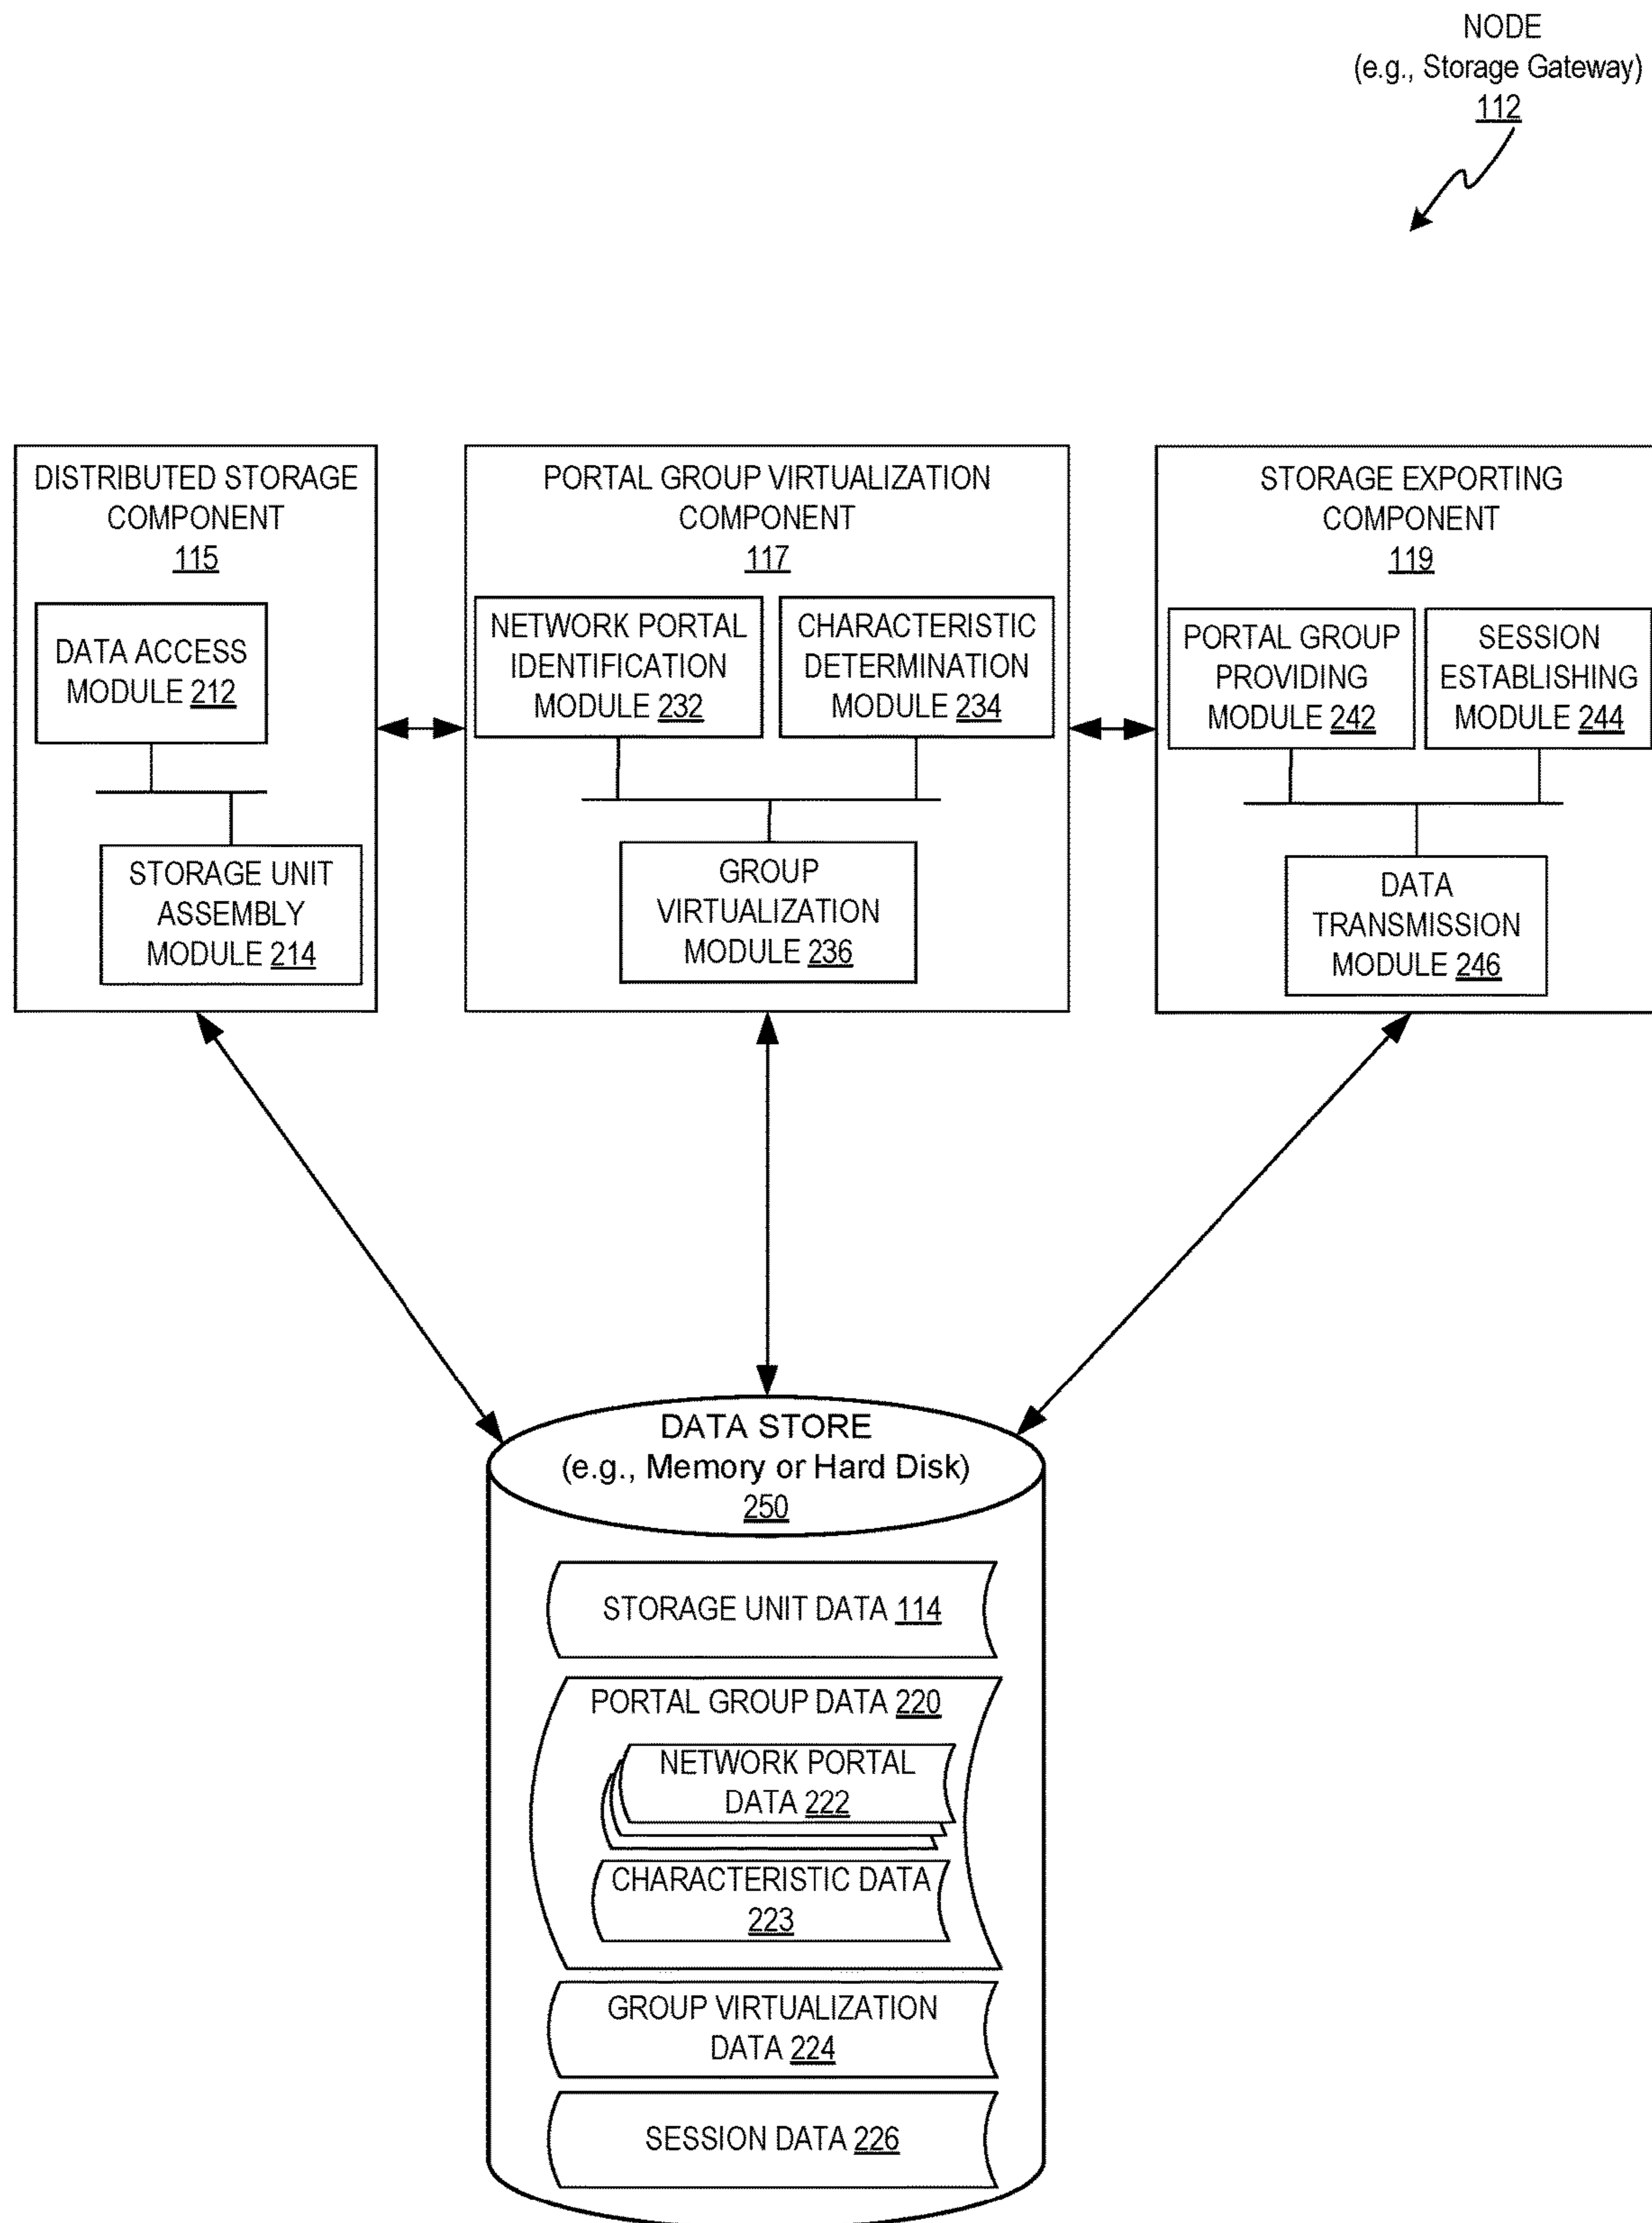 NODE
(e.g., Storage Gateway)
112
DISTRIBUTED STORAGE
COMPONENT
115
DATA ACCESS
MODULE 212
STORAGE UNIT
ASSEMBLY
MODULE 214
PORTAL GROUP VIRTUALIZATION
COMPONENT
117
NETWORK PORTAL
IDENTIFICATION
MODULE 232
CHARACTERISTIC
DETERMINATION
MODULE 234
GROUP
VIRTUALIZATION
MODULE 236
STORAGE EXPORTING
COMPONENT
119
PORTAL GROUP
PROVIDING
MODULE 242
SESSION
ESTABLISHING
MODULE 244
DATA
TRANSMISSION
MODULE 246
DATA STORE
(e.g., Memory or Hard Disk)
250
STORAGE UNIT DATA 114
PORTAL GROUP DATA 220
NETWORK PORTAL
DATA 222
CHARACTERISTIC DATA
223
GROUP VIRTUALIZATION
DATA 224
SESSION DATA 226